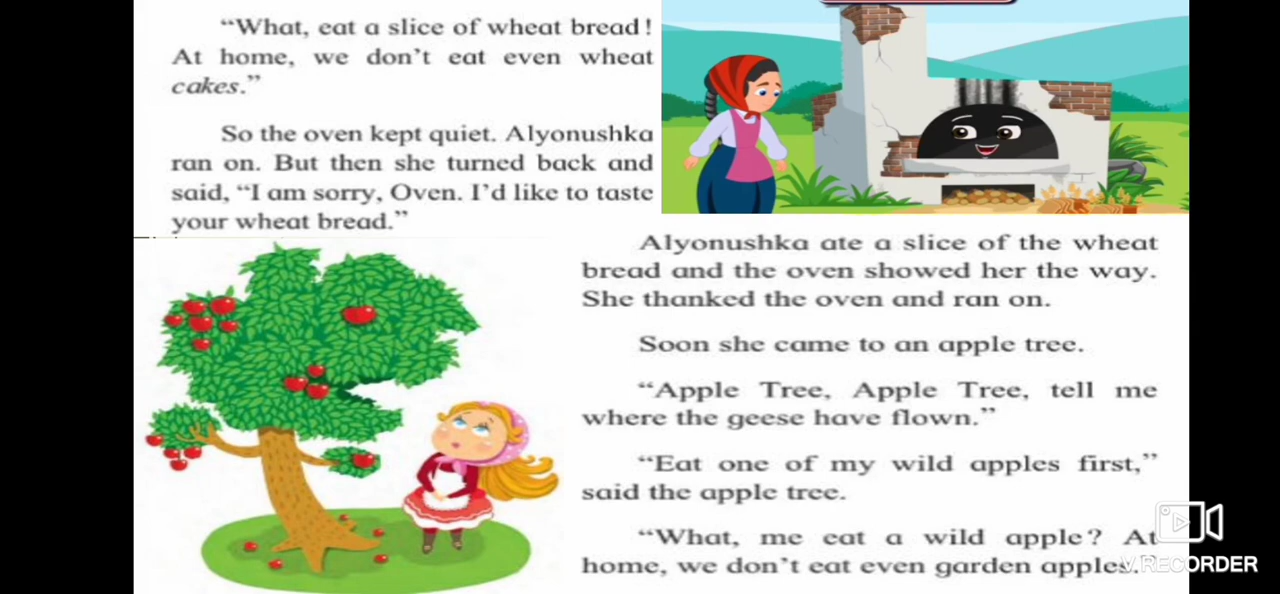 “What, eat a slice of wheat bread!
At home, we don’t eat even wheat
cakes.”
So the oven kept quiet. Alyonushka
ran on. But then she turned back and
said, “I am sorry, Oven. I’d like to taste
your wheat bread.”
Alyonushka ate a slice of the wheat
bread and the oven showed her the way.
She thanked the oven and ran on.
Soon she came to an apple tree.
“Apple Tree, Apple Tree, tell me
where the geese have flown.”
“Eat one of my wild apples first,”
said the apple tree.
“What, me eat a wild apple? At
home, we don’t eat even garden apples.”
V.RECORDER